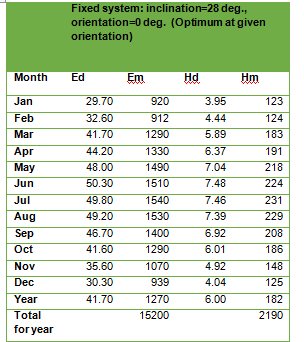 Fixed system: inclination=28 deg.,
orientation=0 deg. (Optimum at given
orientation)
Month Ed Em Hd Hm
Jan 29.70 920 3.95 123
Feb 32.60 912 4.44 124
Mar 41.70 1290 5.89 183
Apr 44.20 1330 6.37 191
May 48.00 1490 7.04 218
Jun 50.30 1510 7.48 224
Jul 49.80 1540 7.46 231
Aug 49.20 1530 7.39 229
Sep 46.70 1400 6.92 208
Oct 41.60 1290 6.01 186
Nov 35.60 1070 4.92 148
Dec 30.30 939 4.04 125
Year 41.70 1270 6.00 182
Total 15200 2190
for year